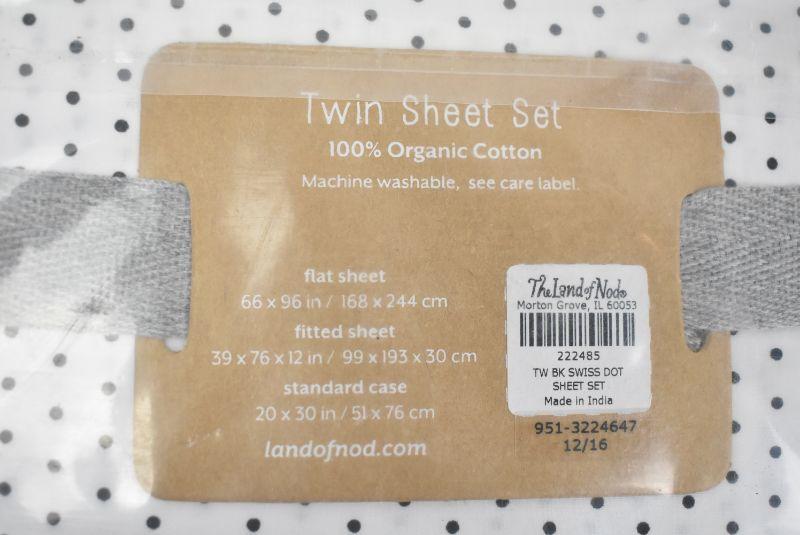 Twin Sheet Set
100% Organic Cotton
Machine washable, see care label.
flat sheet
66 x 96 in / 168 x 244 cm
fitted sheet
39 x 76 x 12 in / 99 x 193 x 30 cm
standard case
20 x 30 in / 51 x 76 cm
landofnod.com
The Land of Nod®
Morton Grove, IL 60053
222485
TW BK SWISS DOT
SHEET SET
Made in India
951-3224647
12/16